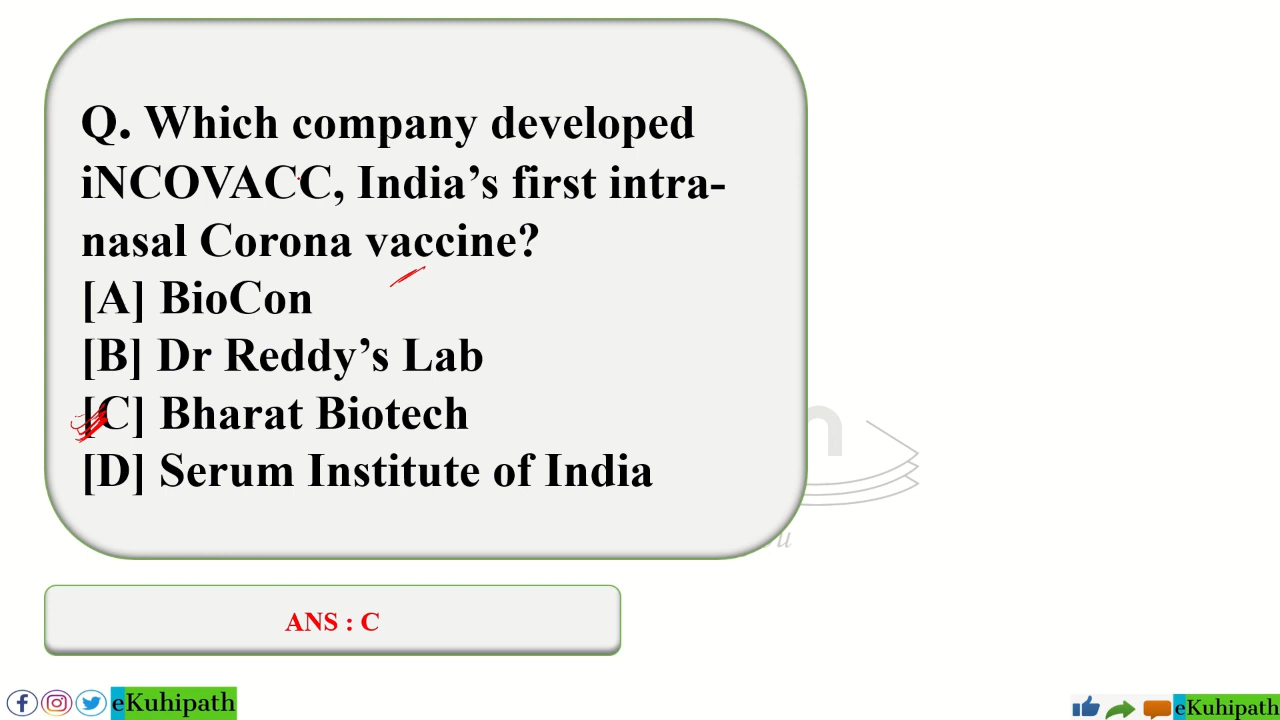 Q. Which company developed
iNCOVACC, India’s first intra-
nasal Corona vaccine?
[A] BioCon
[B] Dr Reddy’s Lab
[C] Bharat Biotech
[D] Serum Institute of India
ANS : C
eKuhipath
eKuhipath